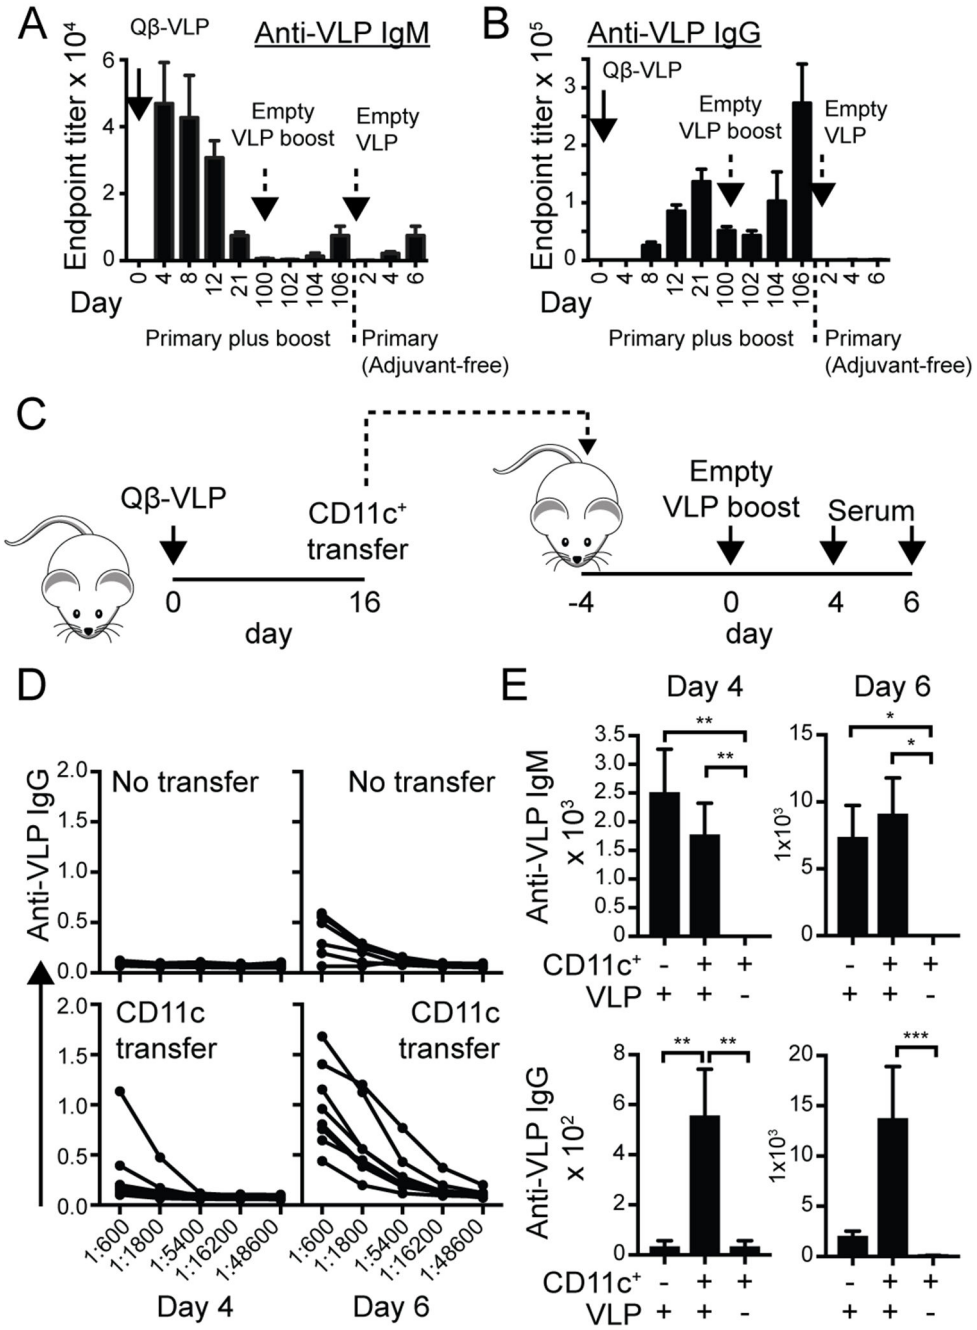 A
Qβ-VLP
Anti-VLP IgM
Endpoint titer x 10⁴
6
4
2
0
Empty
VLP boost
Empty
VLP
0 4 8 12 21 100 102 104 106 2 4 6
Day
Primary plus boost
Primary
(Adjuvant-free)
B
Anti-VLP IgG
Qβ-VLP
Endpoint titer x 10⁵
3
2
1
0
Empty
VLP boost
Empty
VLP
0 4 8 12 21 100 102 104 106 2 4 6
Day
Primary plus boost
Primary
(Adjuvant-free)
C
Qβ-VLP
CD11c⁺
transfer
0 16
day
Empty
VLP boost
Serum
-4 0 4 6
day
D
Anti-VLP IgG
2.0
1.5
1.0
0.5
0.0
No transfer
No transfer
2.0
1.5
1.0
0.5
0.0
CD11c
transfer
CD11c
transfer
1:600 1:1800 1:5400 1:16200 1:48600
1:600 1:1800 1:5400 1:16200 1:48600
Day 4
Day 6
E
Day 4
Day 6
Anti-VLP IgM
x 10³
3.5
3.0
2.5
2.0
1.5
1.0
0.5
0
**
**
1x10³
15
10
5
0
*
*
CD11c⁺ - + + - + +
VLP + + - + + -
Anti-VLP IgG
x 10²
8
6
4
2
0
** **
1x10³
20
15
10
5
0
***
CD11c⁺ - + + - + +
VLP + + - + + -